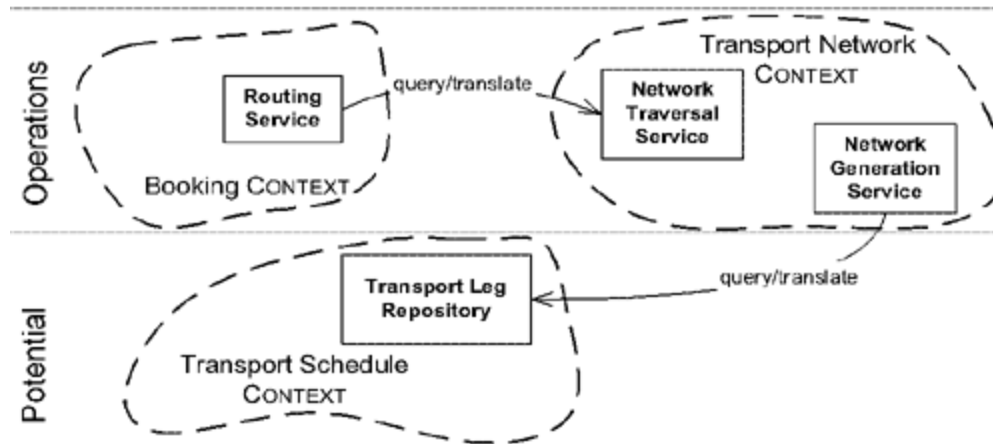 Operations
Routing
Service
Booking CONTEXT
query/translate
Transport Network
CONTEXT
Network
Traversal
Service
Network
Generation
Service
query/translate
Potential
Transport Leg
Repository
Transport Schedule
CONTEXT